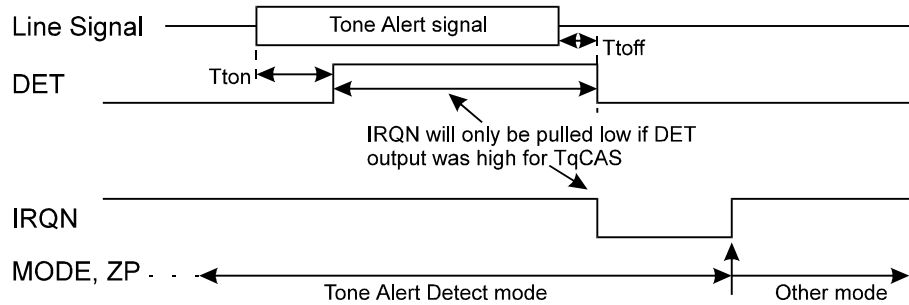 Line Signal
Tone Alert signal
Ttoff
Tton
DET
IRQN will only be pulled low if DET
output was high for TqCAS
IRQN
MODE, ZP
Tone Alert Detect mode
Other mode